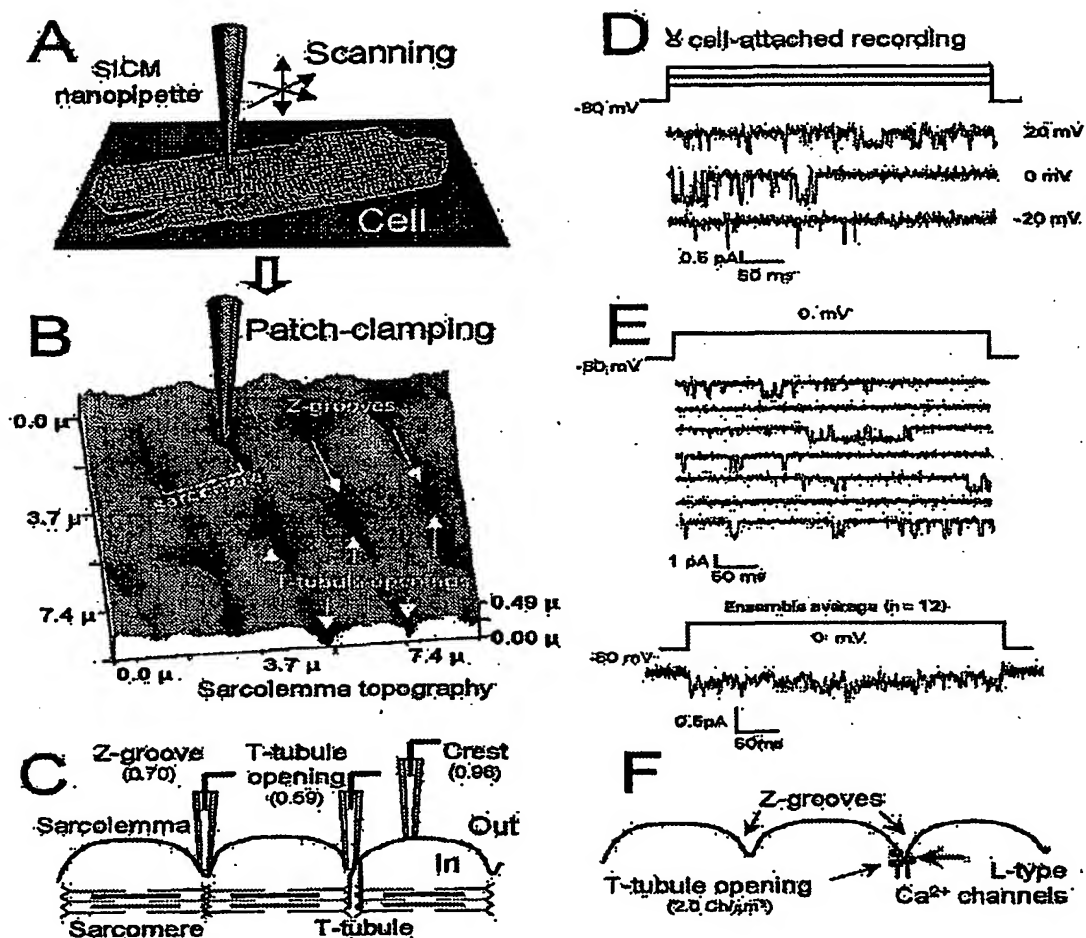 A
SICM
nanopipette
Scanning
Cell
B
Patch-clamping
0.0 μ
3.7 μ
7.4 μ
Z-grooves
T-tubule openings
0.49 μ
0.00 μ
0.0 μ
3.7 μ
7.4 μ
Sarcolemma topography
C
Z-groove
(0.70)
T-tubule
opening
(0.59)
Crest
(0.96)
Sarcolemma
Out
In
Sarcomere
T-tubule
D
cell-attached recording
-80 mV
20 mV
0 mV
-20 mV
0.5 pA
50 ms
E
0 mV
-80 mV
1 pA
50 ms
Ensemble average (n = 12)
0 mV
-80 mV
0.5pA
50ms
F
Z-grooves
T-tubule opening
L-type
Ca²⁺ channels